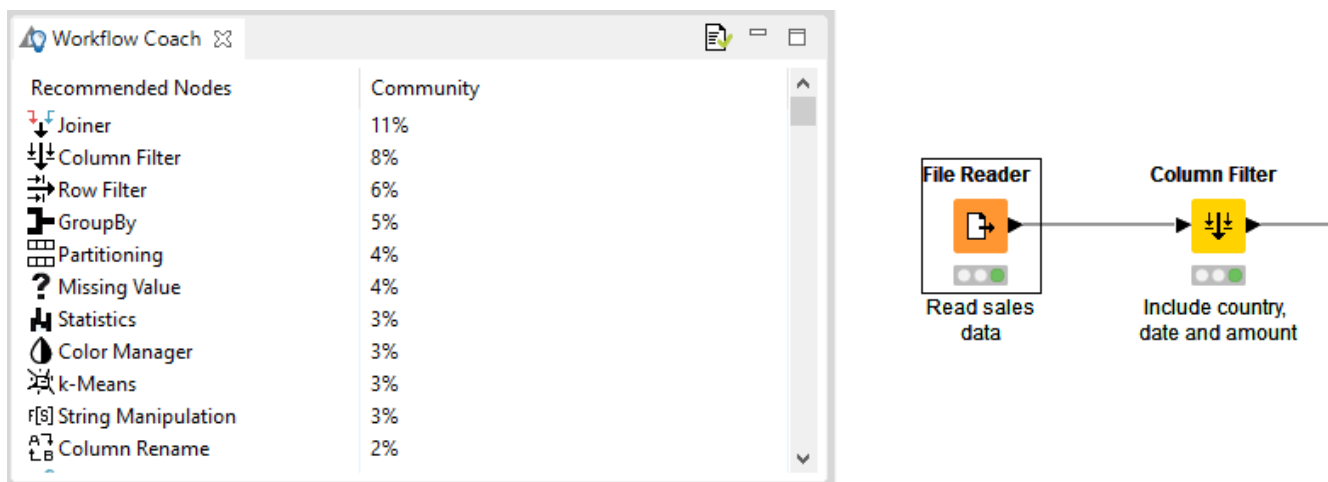 Workflow Coach
Recommended Nodes Community
Joiner 11%
Column Filter 8%
Row Filter 6%
GroupBy 5%
Partitioning 4%
? Missing Value 4%
Statistics 3%
Color Manager 3%
k-Means 3%
F[S] String Manipulation 3%
A B Column Rename 2%
File Reader
Read sales
data
Column Filter
Include country,
date and amount